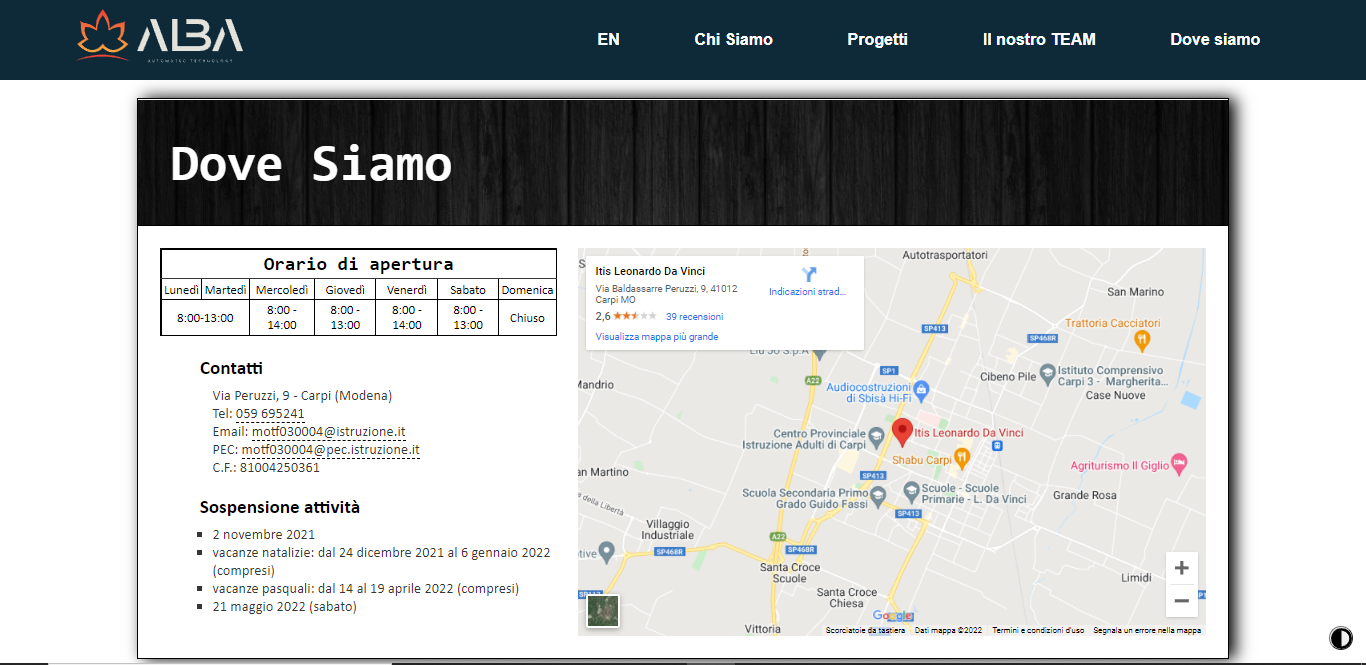 ALBA
AUTOMATED TECHNOLOGY
EN
Chi Siamo
Progetti
Il nostro TEAM
Dove siamo
Dove Siamo
Orario di apertura
Lunedì Martedì Mercoledì Giovedì Venerdì Sabato Domenica
8:00-13:00
8:00 -
14:00
8:00 -
13:00
8:00 -
14:00
8:00 -
13:00
Chiuso
Contatti
Via Peruzzi, 9 - Carpi (Modena)
Tel: 059 695241
Email: motf030004@istruzione.it
PEC: motf030004@pec.istruzione.it
C.F.: 81004250361
Sospensione attività
2 novembre 2021
vacanze natalizie: dal 24 dicembre 2021 al 6 gennaio 2022
(compresi)
vacanze pasquali: dal 14 al 19 aprile 2022 (compresi)
21 maggio 2022 (sabato)
Itis Leonardo Da Vinci
Via Baldassarre Peruzzi, 9, 41012
Carpi MO
2,6
39 recensioni
Visualizza mappa più grande
Indicazioni strad...
Autotrasportatori
San Marino
SP413
Trattoria Cacciatori
SP468R
SP1
A22
Mandrio
Audiocostruzioni
di Sbisà Hi-Fi
Cibeno Pile
Istituto Comprensivo
Carpi 3 - Margherita...
Case Nuove
Centro Provinciale
Istruzione Adulti di Carpi
Itis Leonardo Da Vinci
Shabu Carpi
Agriturismo Il Giglio
an Martino
SP413
Scuola Secondaria Primo
Grado Guido Fassi
Scuole - Scuole
Primarie - L. Da Vinci
Grande Rosa
della Libertà
SP413
Villaggio
Industriale
A22
SP468R
SP468R
Santa Croce
Scuole
Limidi
Santa Croce
Chiesa
Vittoria
Google
+
−
Scorciatoie da tastiera
Dati mappa ©2022
Termini e condizioni d'uso
Segnala un errore nella mappa